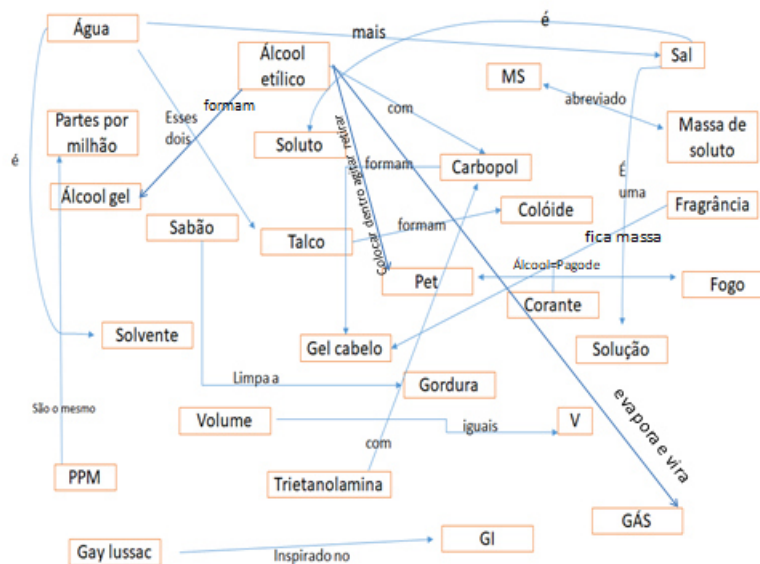 Água
mais
é
Sal
Álcool
etílico
MS
formam
Esses
dois
com
abreviado
Partes por
milhão
Soluto
Massa de
soluto
formam
Carbopol
É
uma
é
Álcool gel
Colocar dentro agitar retirar
Colóide
Fragrância
Sabão
formam
Talco
fica massa
Álcool=Pagode
Pet
Fogo
Corante
Solvente
Gel cabelo
Solução
Limpa a
Gordura
São o mesmo
Volume
iguais
V
evapora e vira
com
PPM
Trietanolamina
GÁS
Gay lussac
Inspirado no
GI